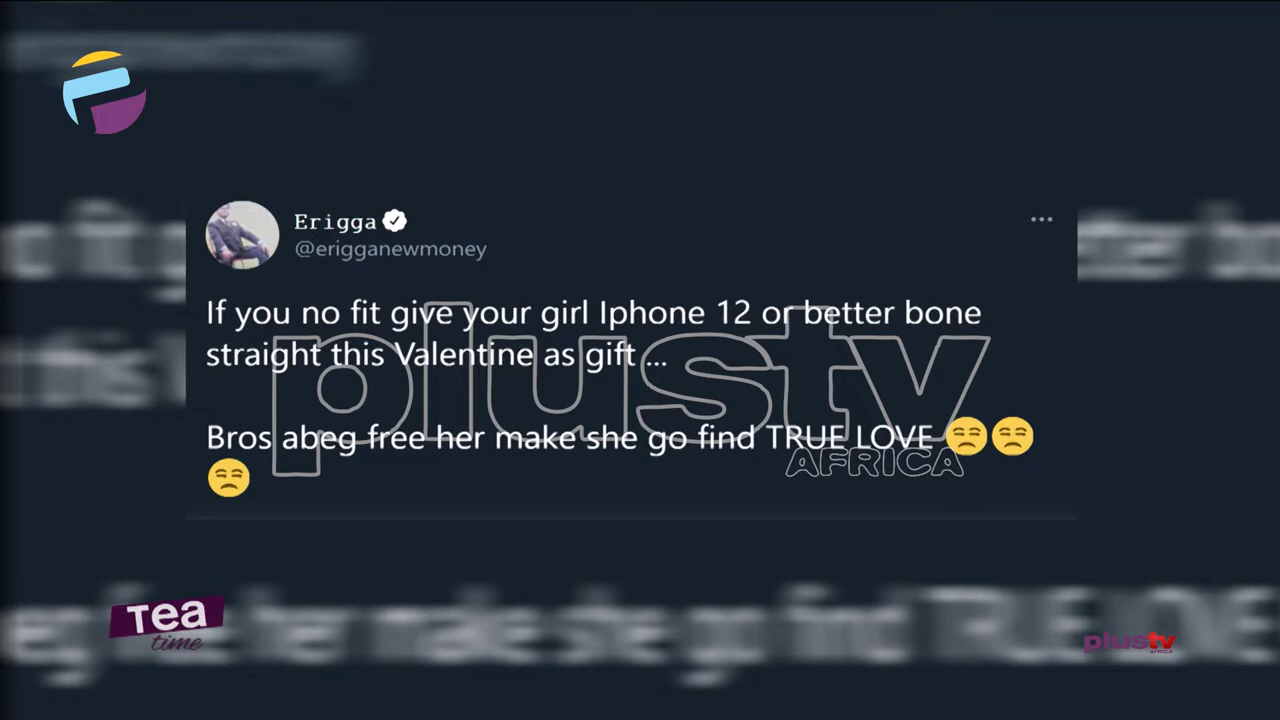 Erigga
@erigganewmoney
If you no fit give your girl Iphone 12 or better bone
straight this Valentine as gift ...
Bros abeg free her make she go find TRUE LOVE 😒😒
😒
plustv
AFRICA
Tea
time
plustv
AFRICA